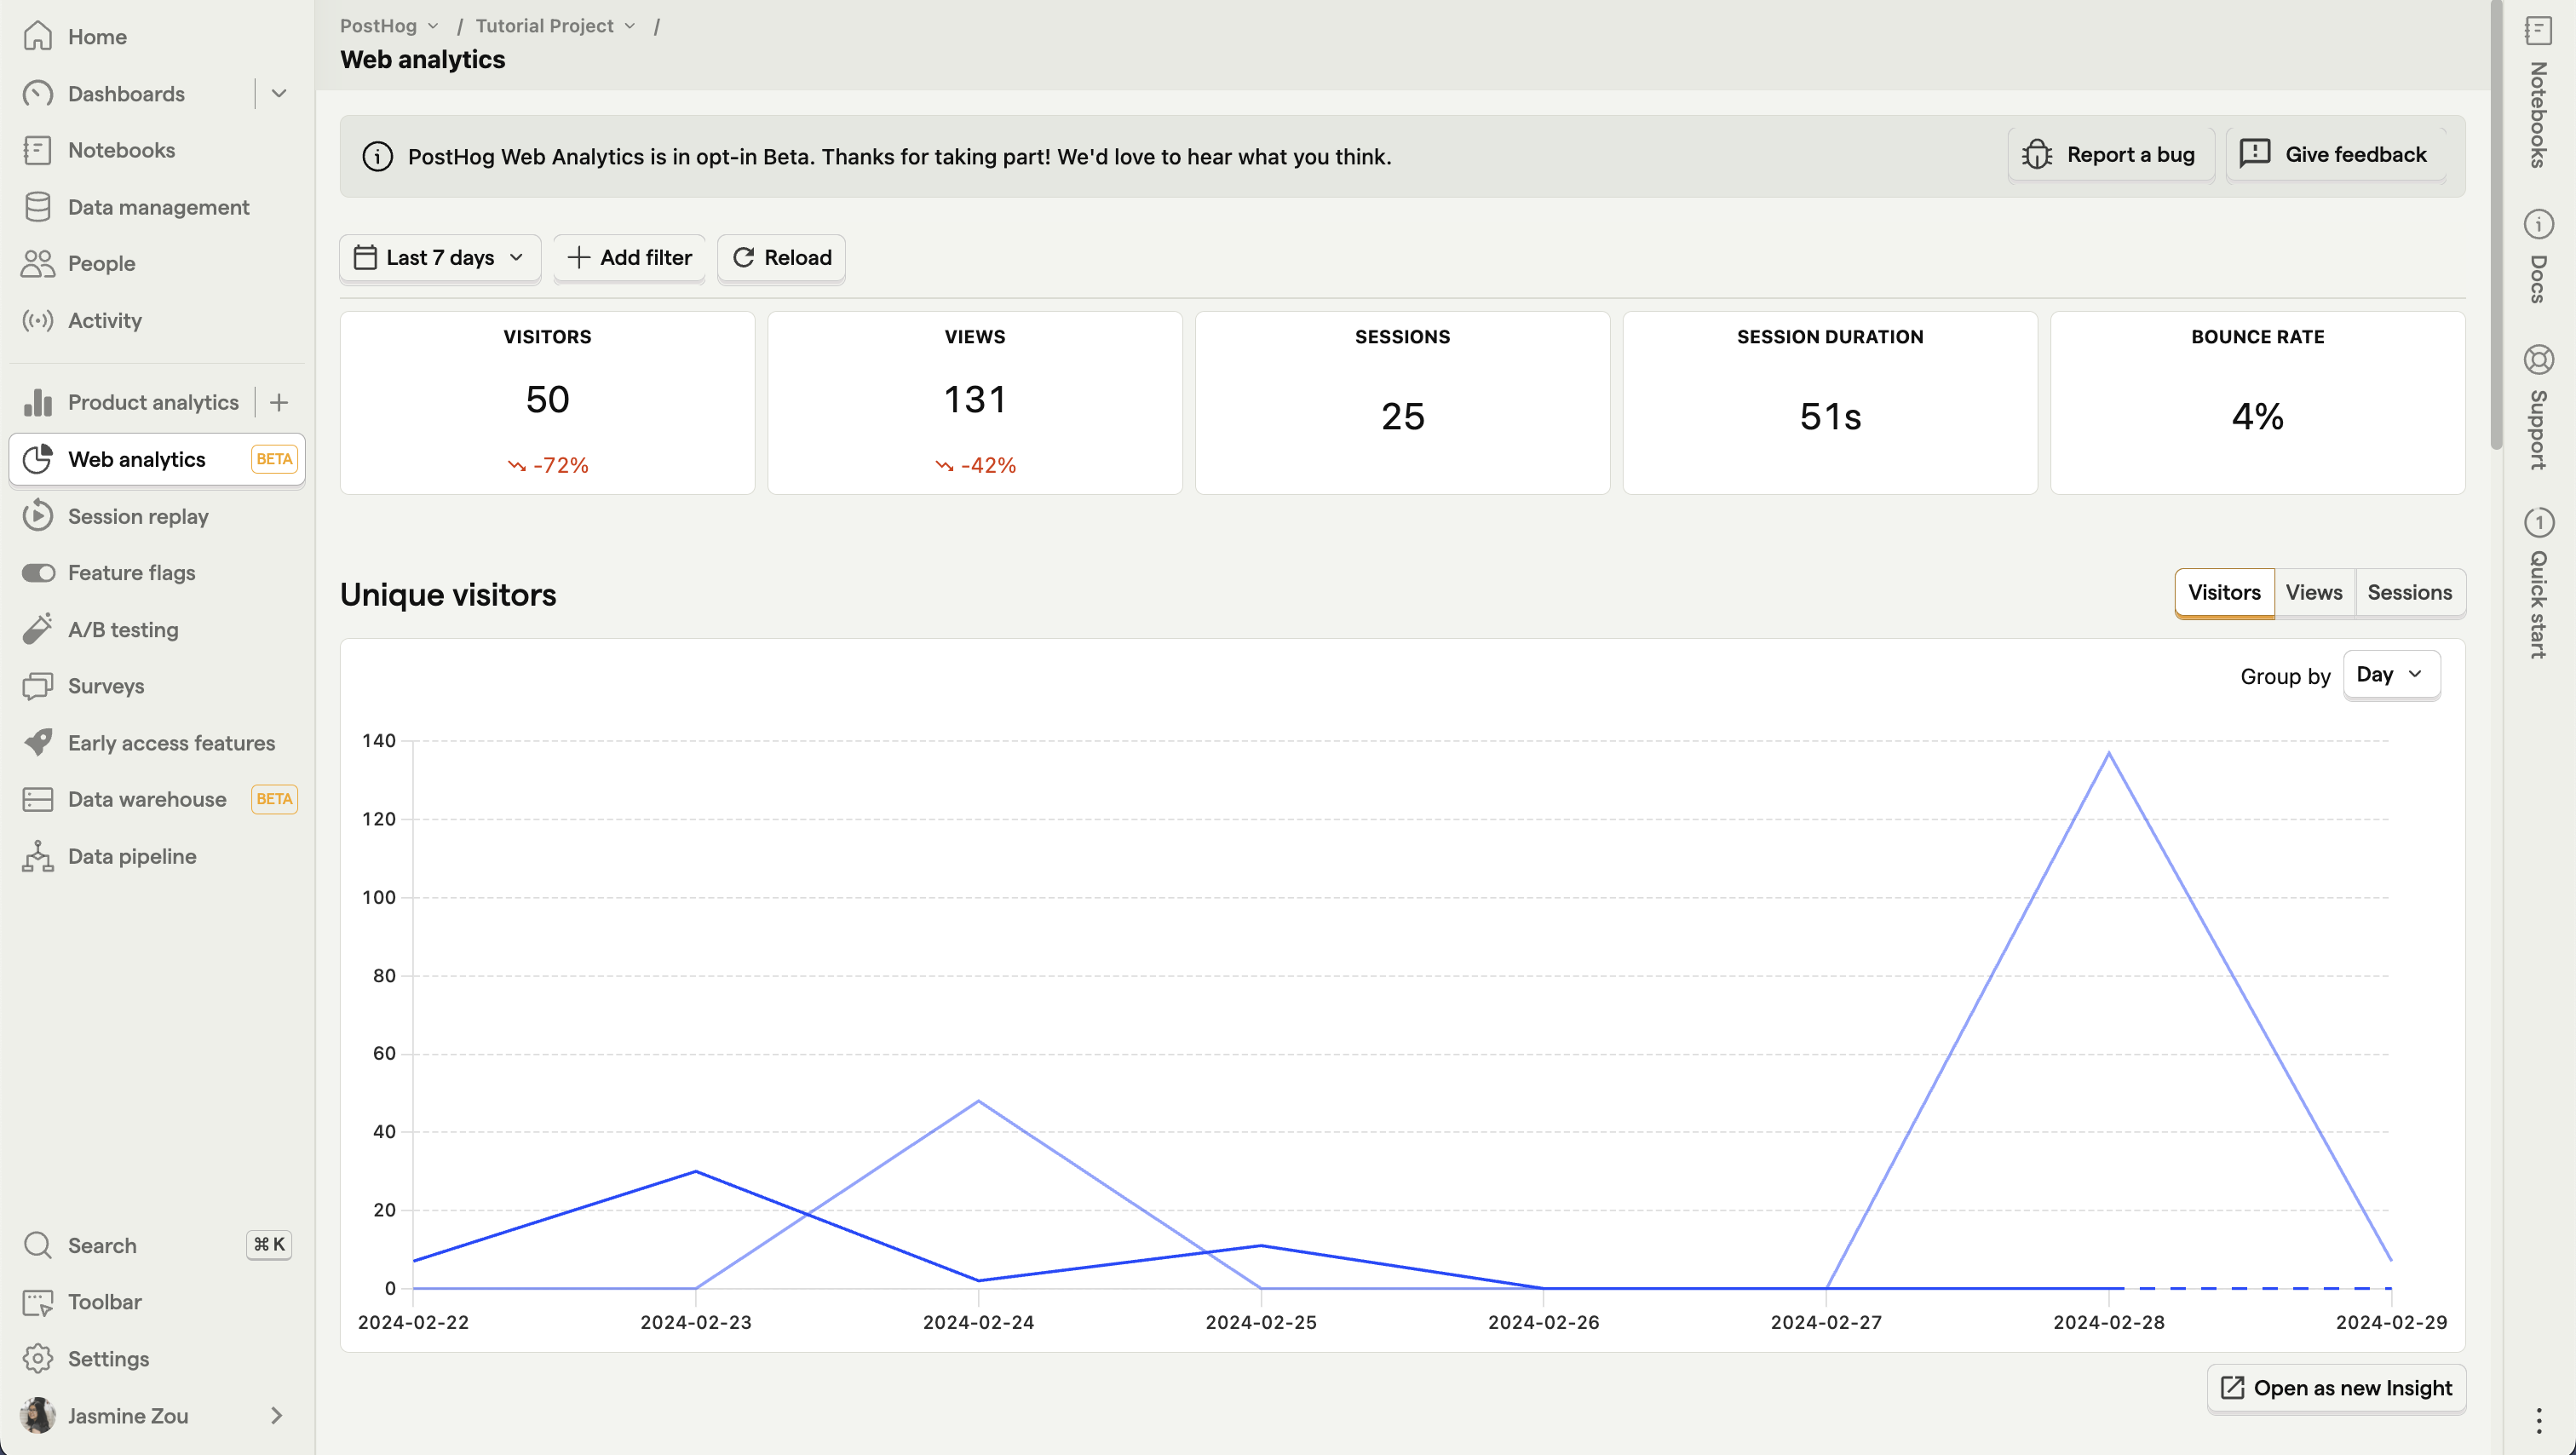 Home
Dashboards
Notebooks
Data management
People
Activity
Product analytics
Web analytics BETA
Session replay
Feature flags
A/B testing
Surveys
Early access features
Data warehouse BETA
Data pipeline
Search ⌘ K
Toolbar
Settings
Jasmine Zou
PostHog / Tutorial Project /
Web analytics
PostHog Web Analytics is in opt-in Beta. Thanks for taking part! We'd love to hear what you think.
Report a bug
Give feedback
Last 7 days
Add filter
Reload
VISITORS
50
-72%
VIEWS
131
-42%
SESSIONS
25
SESSION DURATION
51s
BOUNCE RATE
4%
Unique visitors
Visitors Views Sessions
Group by Day
140
120
100
80
60
40
20
0
2024-02-22 2024-02-23 2024-02-24 2024-02-25 2024-02-26 2024-02-27 2024-02-28 2024-02-29
Open as new Insight
Notebooks
Docs
Support
1
Quick start